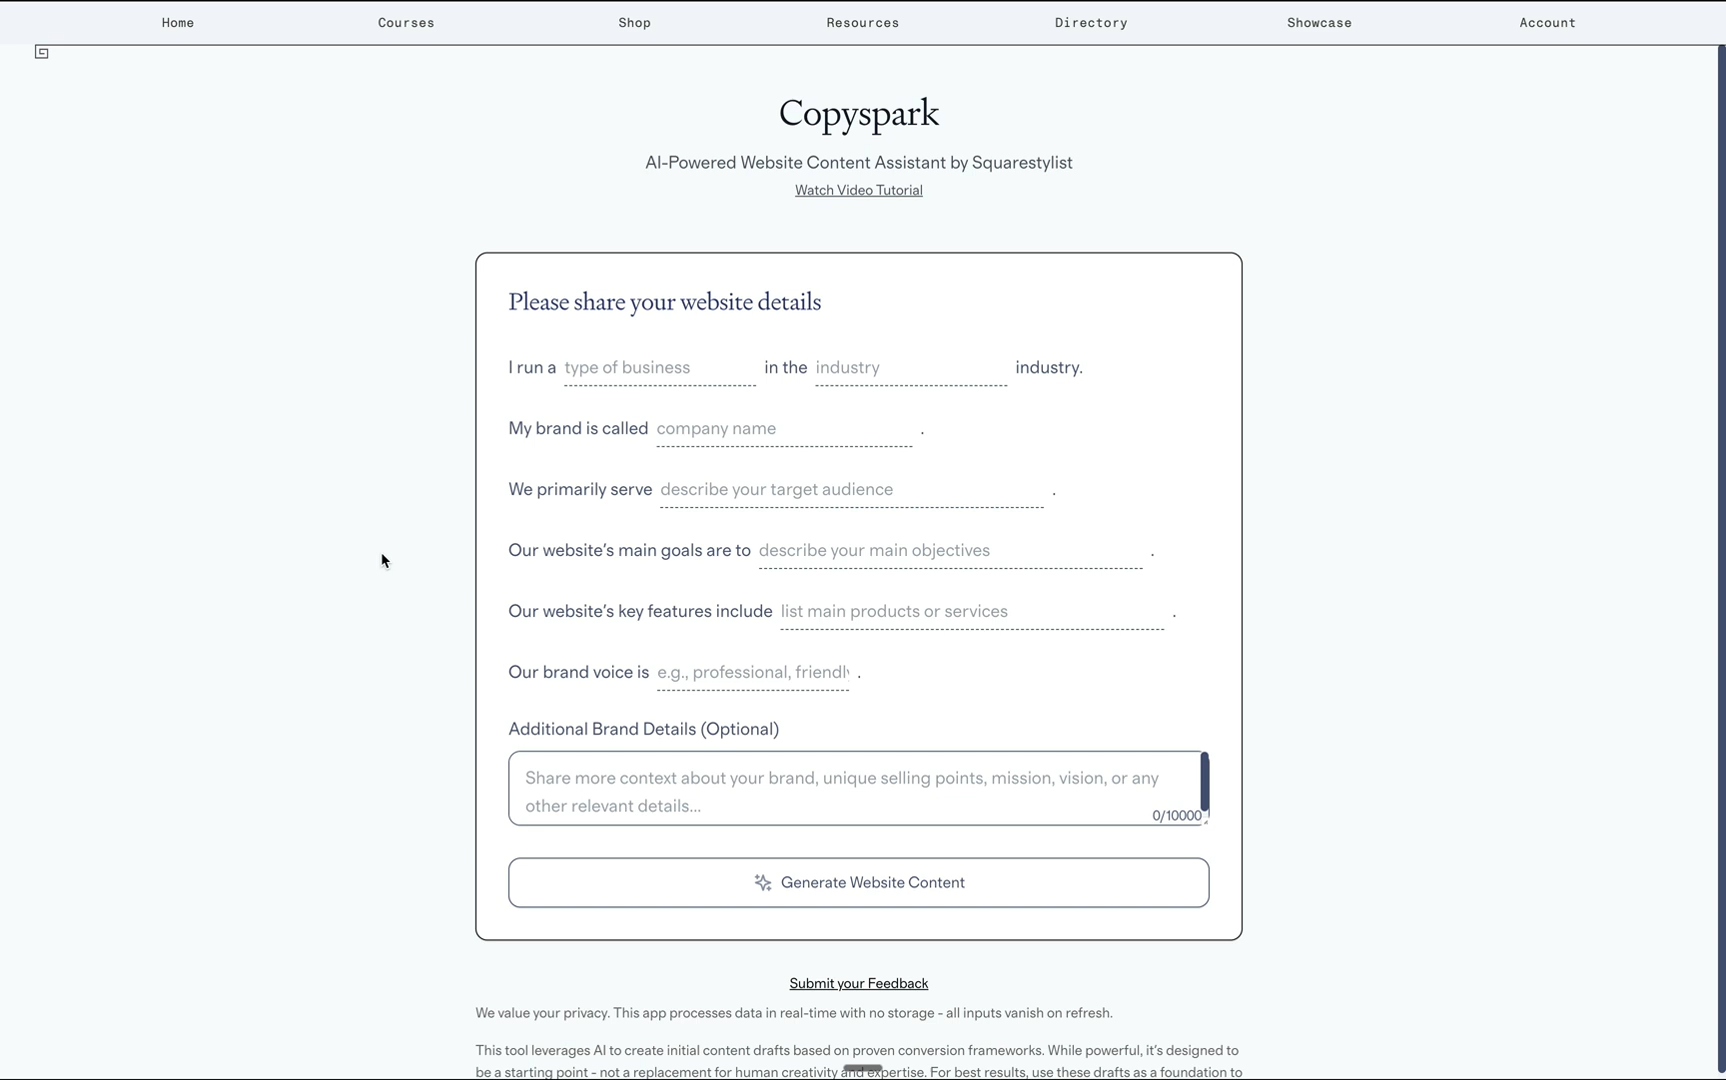 Home Courses Shop Resources Directory Showcase Account
Copyspark
AI-Powered Website Content Assistant by Squarestylist
Watch Video Tutorial
Please share your website details
I run a type of business in the industry industry.
My brand is called company name .
We primarily serve describe your target audience .
Our website's main goals are to describe your main objectives .
Our website's key features include list main products or services .
Our brand voice is e.g., professional, friendly .
Additional Brand Details (Optional)
Share more context about your brand, unique selling points, mission, vision, or any
other relevant details...
0/10000
Generate Website Content
Submit your Feedback
We value your privacy. This app processes data in real-time with no storage - all inputs vanish on refresh.
This tool leverages AI to create initial content drafts based on proven conversion frameworks. While powerful, it's designed to
be a starting point - not a replacement for human creativity and expertise. For best results, use these drafts as a foundation to